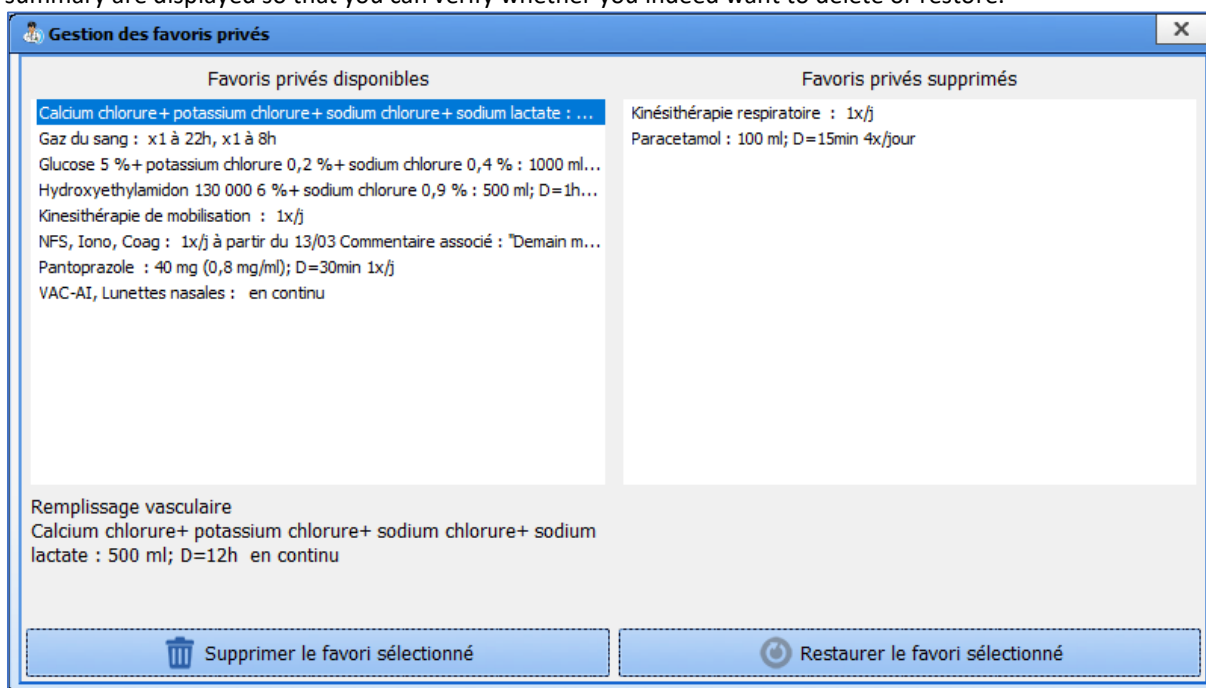 summary are displayed so that you can verify whether you indeed want to delete or restore.
Gestion des favoris privés
Favoris privés disponibles
Calcium chlorure+ potassium chlorure+ sodium chlorure+ sodium lactate : ...
Gaz du sang : x1 à 22h, x1 à 8h
Glucose 5 %+ potassium chlorure 0,2 %+ sodium chlorure 0,4 % : 1000 ml...
Hydroxyethylamidon 130 000 6 %+ sodium chlorure 0,9 % : 500 ml; D=1h...
Kinesithérapie de mobilisation : 1x/j
NFS, Iono, Coag : 1x/j à partir du 13/03 Commentaire associé : "Demain m...
Pantoprazole : 40 mg (0,8 mg/ml); D=30min 1x/j
VAC-AI, Lunettes nasales : en continu
Favoris privés supprimés
Kinésithérapie respiratoire : 1x/j
Paracetamol : 100 ml; D=15min 4x/jour
Remplissage vasculaire
Calcium chlorure+ potassium chlorure+ sodium chlorure+ sodium
lactate : 500 ml; D=12h en continu
Supprimer le favori sélectionné
Restaurer le favori sélectionné